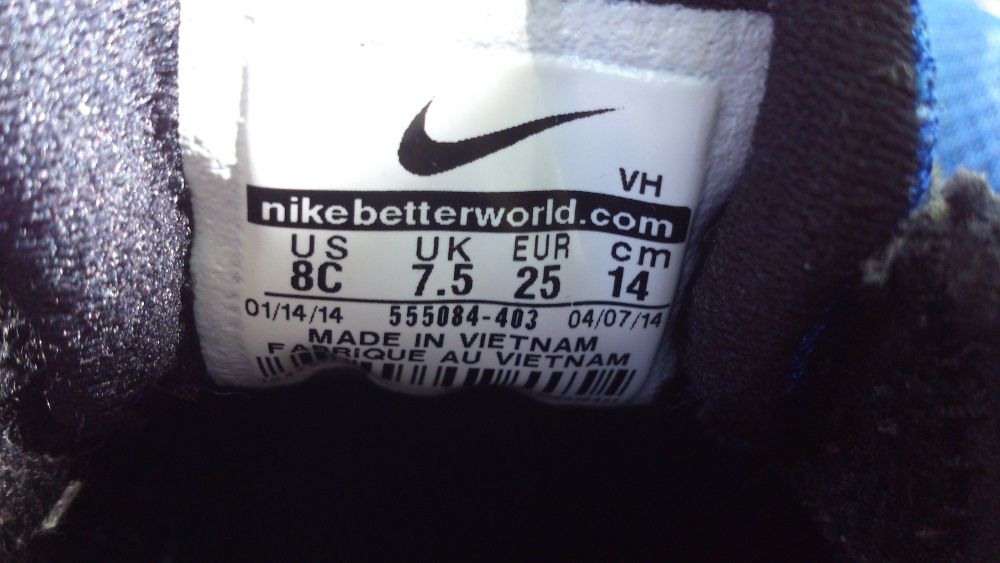 VH
nikebetterworld.com
US UK EUR cm
8C 7.5 25 14
01/14/14 555084-403 04/07/14
MADE IN VIETNAM
FABRIQUE AU VIETNAM